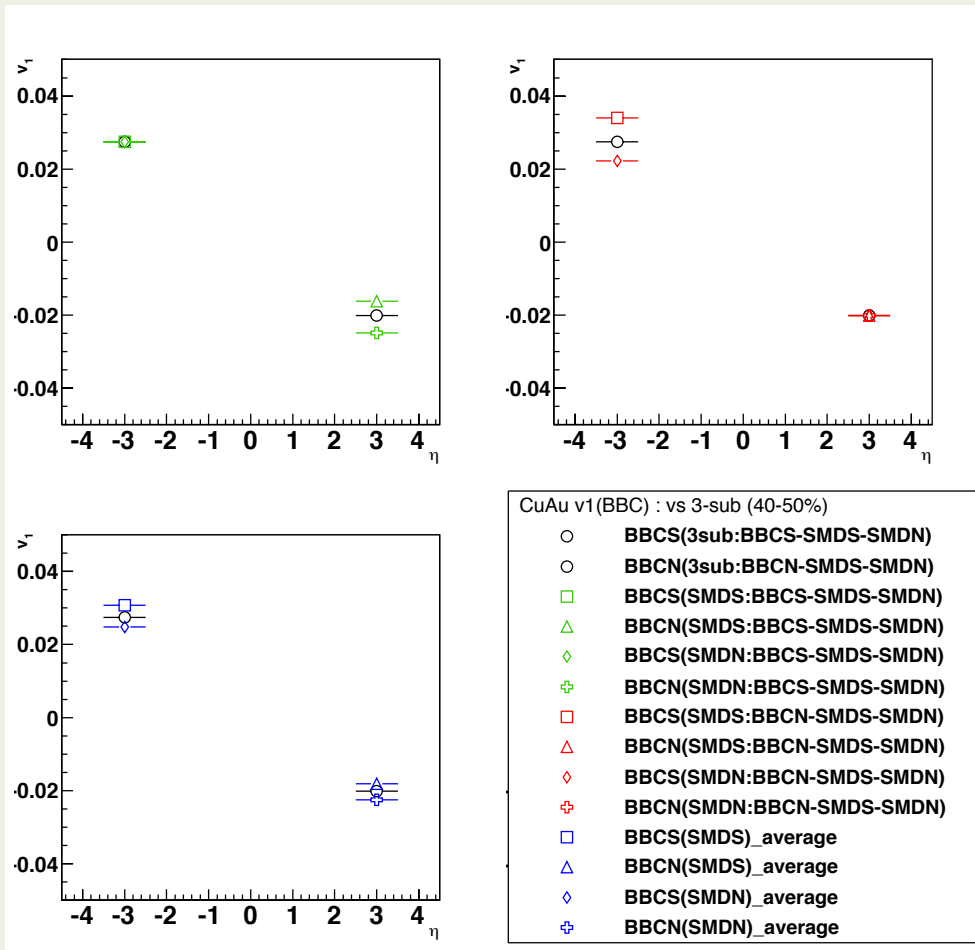 v1
0.04
0.02
0
-0.02
-0.04
-4 -3 -2 -1 0 1 2 3 4
η
v1
0.04
0.02
0
-0.02
-0.04
-4 -3 -2 -1 0 1 2 3 4
η
v1
0.04
0.02
0
-0.02
-0.04
-4 -3 -2 -1 0 1 2 3 4
η
CuAu v1(BBC) : vs 3-sub (40-50%)
BBCS(3sub:BBCS-SMDS-SMDN)
BBCN(3sub:BBCN-SMDS-SMDN)
BBCS(SMDS:BBCS-SMDS-SMDN)
BBCN(SMDS:BBCS-SMDS-SMDN)
BBCS(SMDN:BBCS-SMDS-SMDN)
BBCN(SMDN:BBCS-SMDS-SMDN)
BBCS(SMDS:BBCN-SMDS-SMDN)
BBCN(SMDS:BBCN-SMDS-SMDN)
BBCS(SMDN:BBCN-SMDS-SMDN)
BBCN(SMDN:BBCN-SMDS-SMDN)
BBCS(SMDS)_average
BBCN(SMDS)_average
BBCS(SMDN)_average
BBCN(SMDN)_average